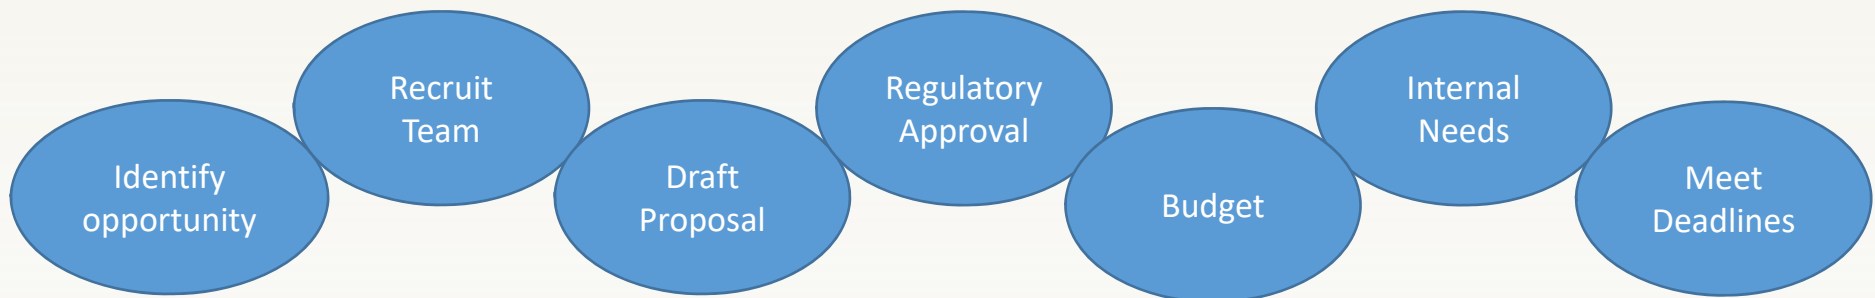 Identify
opportunity
Recruit
Team
Draft
Proposal
Regulatory
Approval
Budget
Internal
Needs
Meet
Deadlines